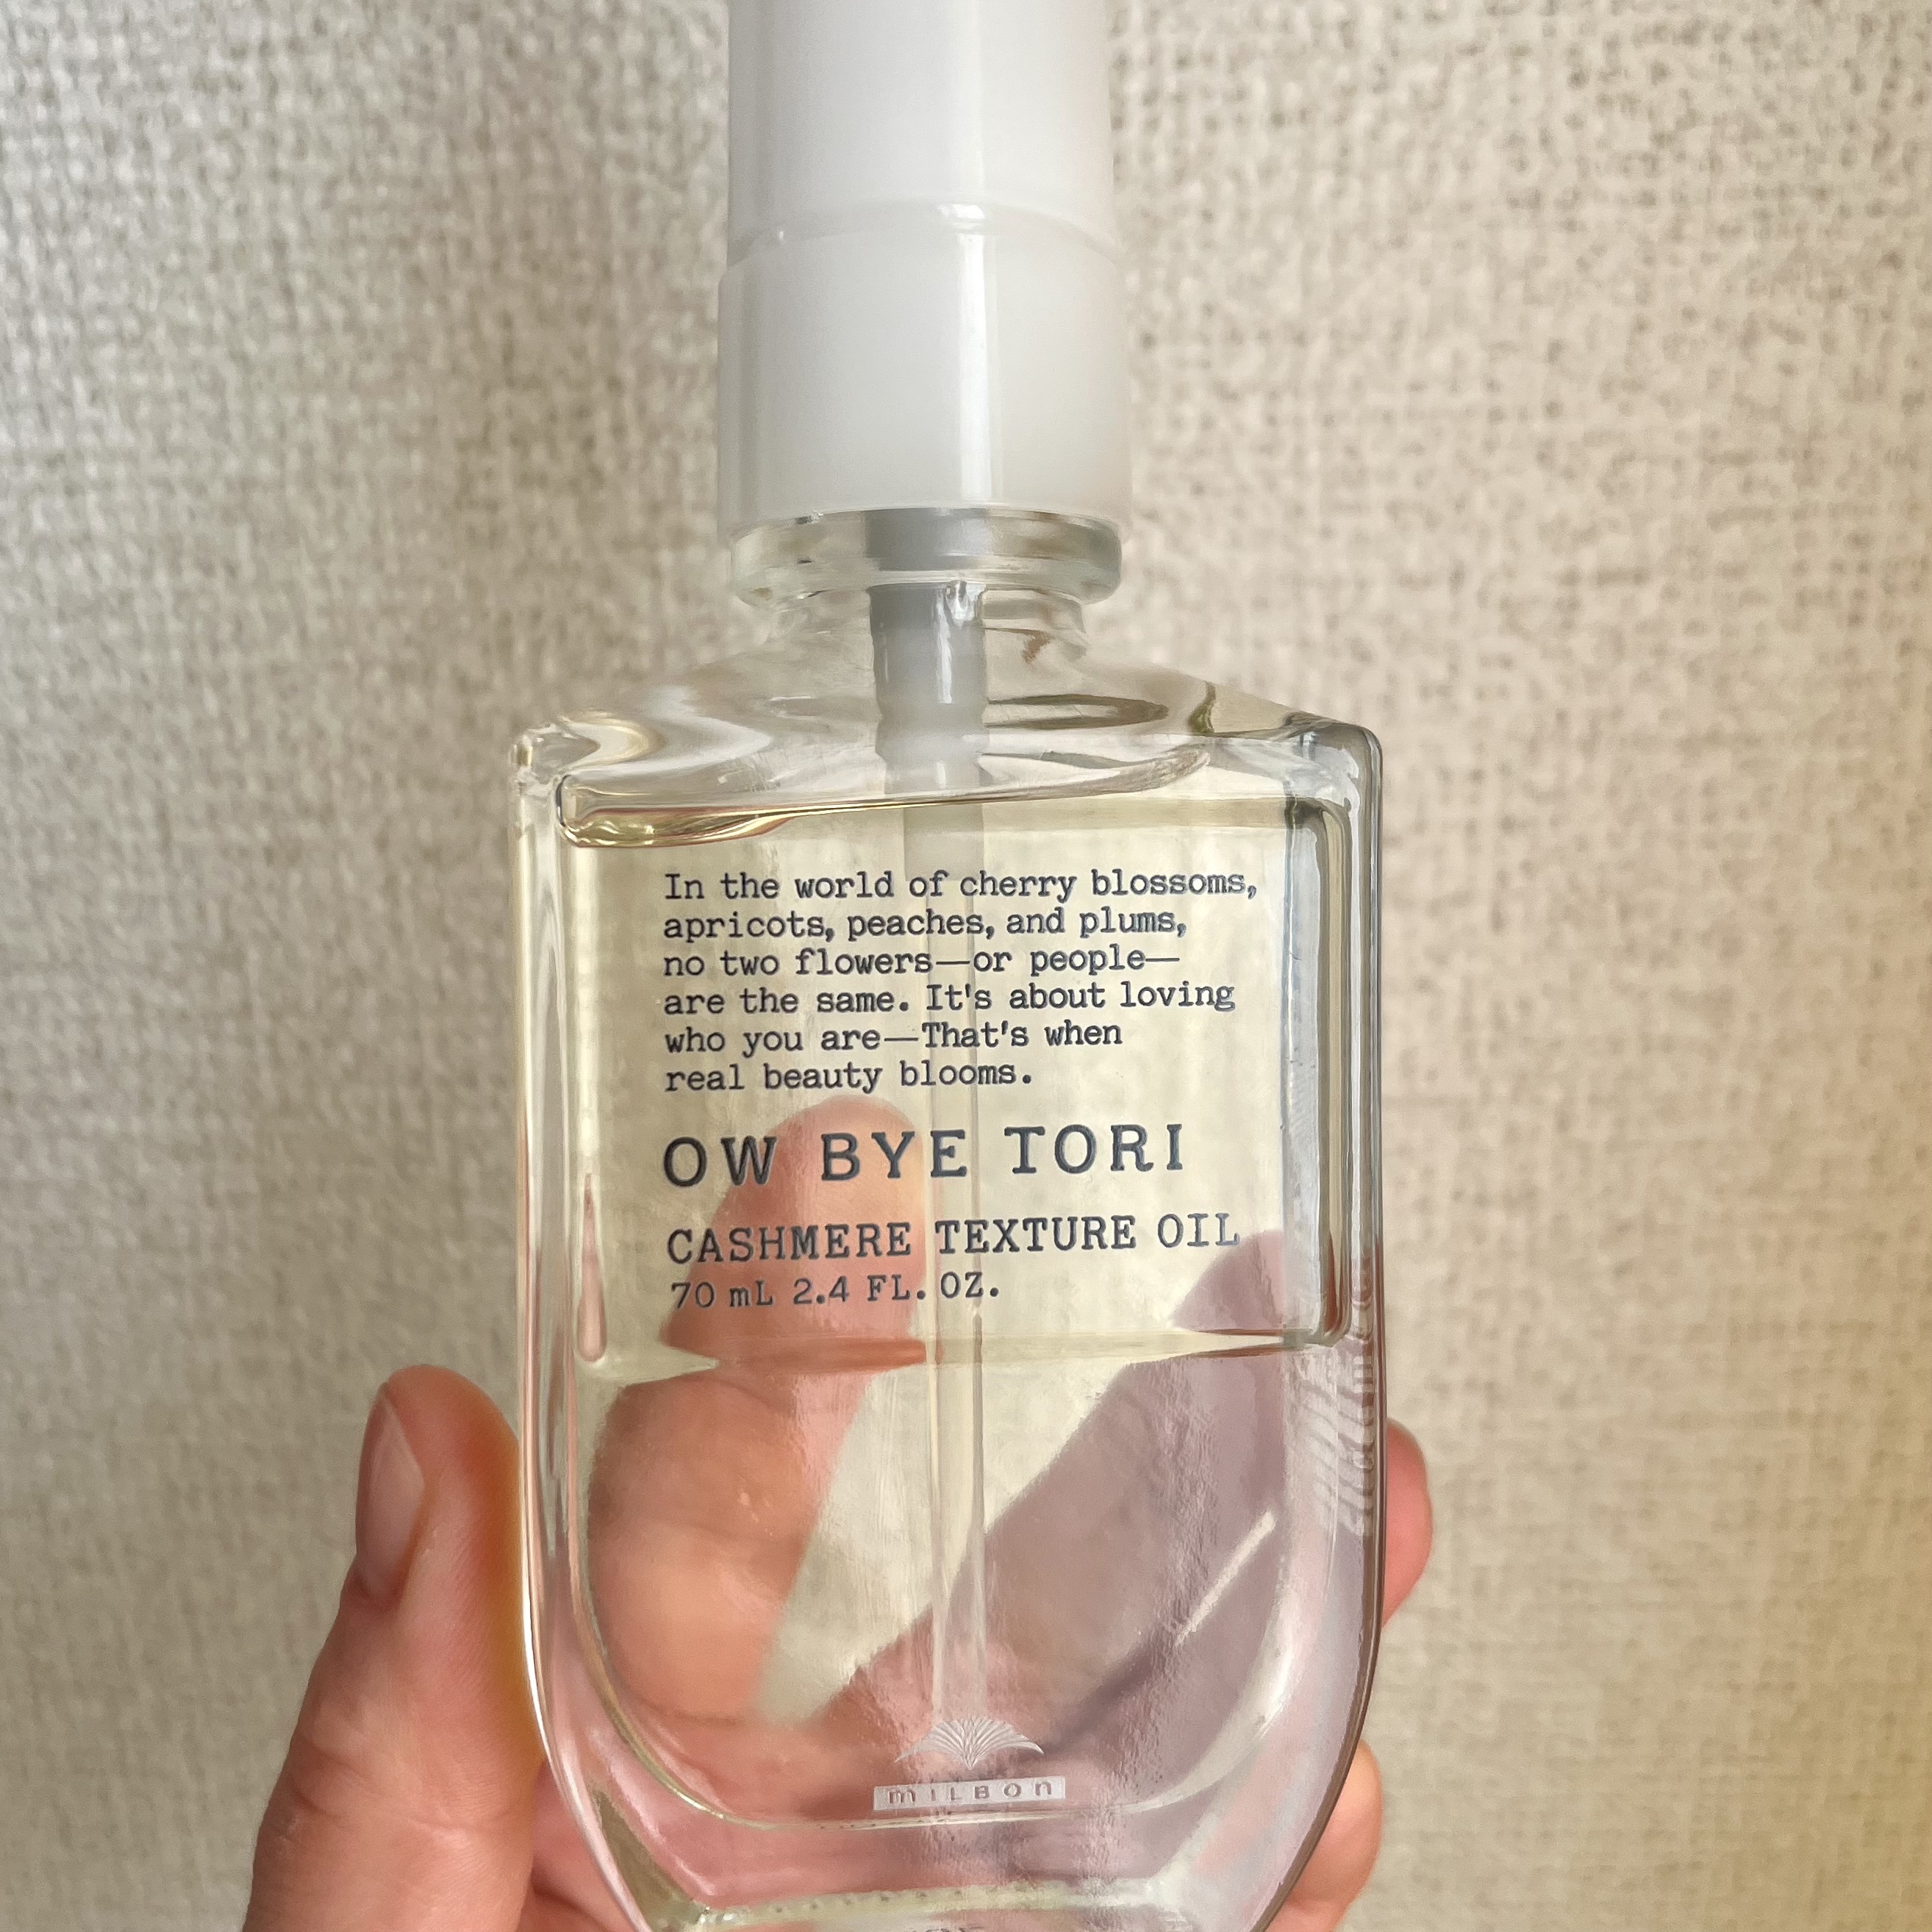 In the world of cherry blossoms,
apricots, peaches, and plums,
no two flowers—or people—
are the same. It's about loving
who you are—That's when
real beauty blooms.
OW BYE TORI
CASHMERE TEXTURE OIL
70 mL 2.4 FL. OZ.
MILBON